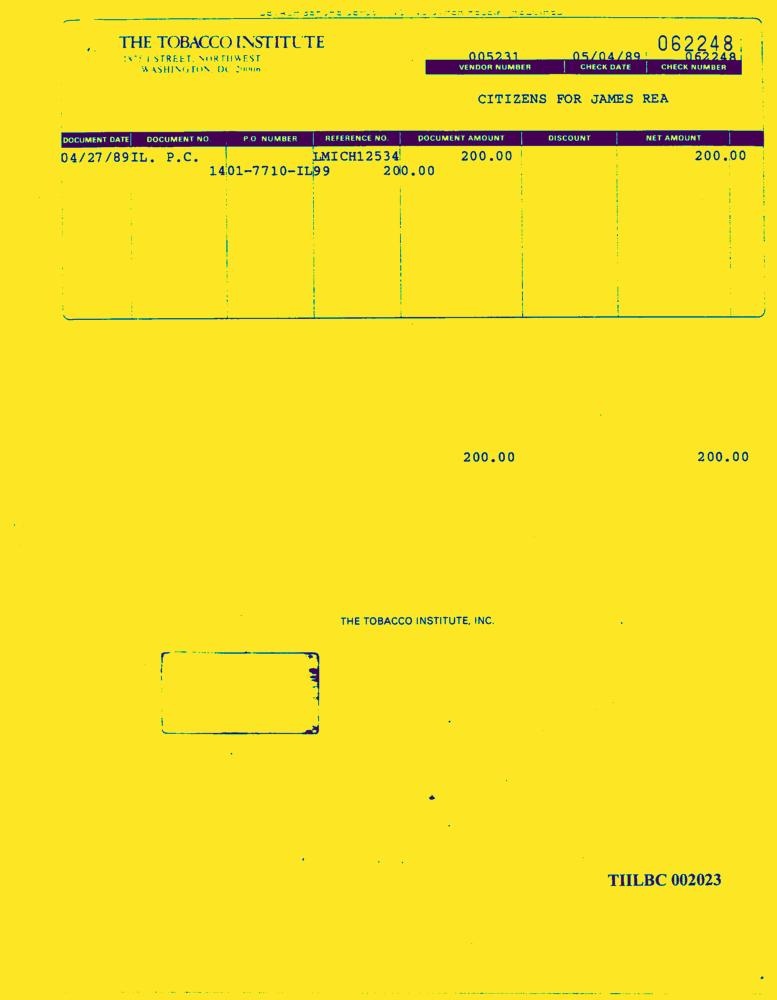 THE TOBACCO INSTITUTE
1875 I STREET, NORTHWEST
WASHINGTON, DC 20006
062248
005231 05/04/89 062248
VENDOR NUMBER CHECK DATE CHECK NUMBER
CITIZENS FOR JAMES REA
DOCUMENT DATE DOCUMENT NO. P O NUMBER REFERENCE NO. DOCUMENT AMOUNT DISCOUNT NET AMOUNT
04/27/89 IL. P.C. LMICH12534 200.00 200.00
1401-7710-IL99 200.00
200.00 200.00
THE TOBACCO INSTITUTE, INC.
TIILBC 002023